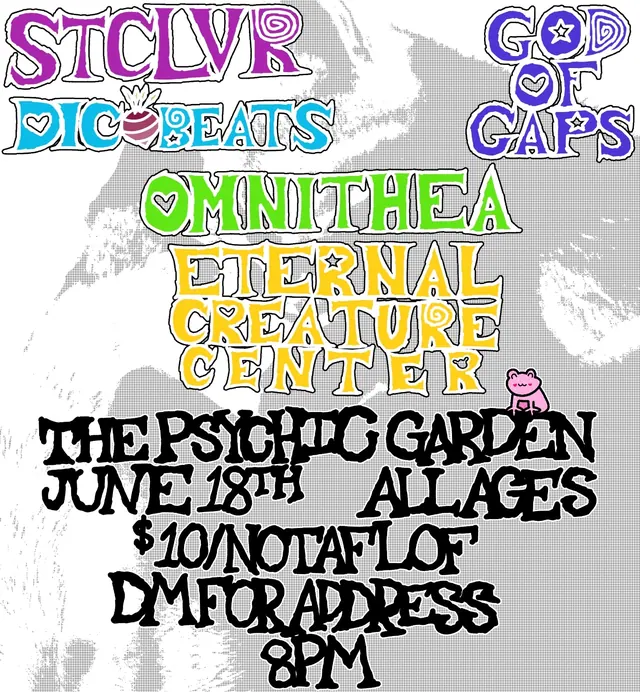 STCLVR
DICOBEATS
GOD
OF
GAPS
OMNITHEA
ETERNAL
CREATURE
CENTER
THE PSYCHIC GARDEN
JUNE 18TH ALL AGES
$10/NOTAFLOF
DM FOR ADDRESS
8PM